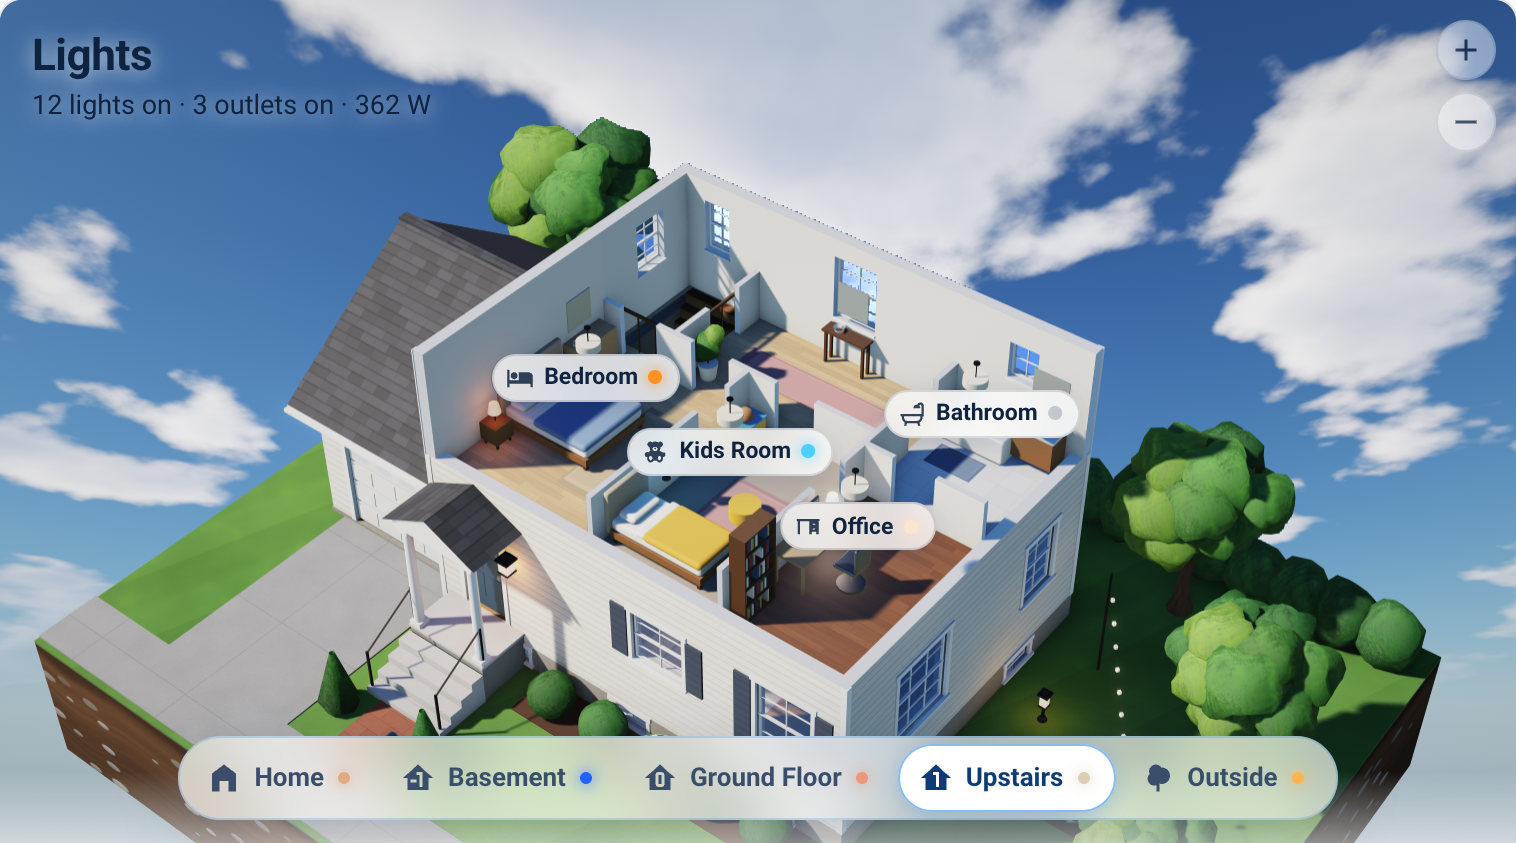 Lights
12 lights on · 3 outlets on · 362 W
Bedroom
Bathroom
Kids Room
Office
Home
Basement
Ground Floor
Upstairs
Outside